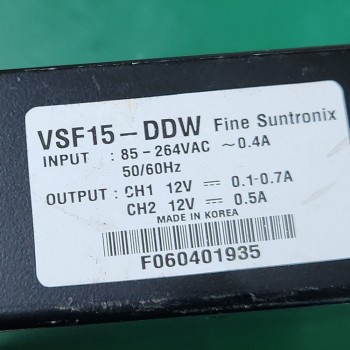 VSF15-DDW Fine Suntronix
INPUT : 85-264VAC ~0.4A
50/60Hz
OUTPUT : CH1 12V ⎓ 0.1-0.7A
CH2 12V ⎓ 0.5A
MADE IN KOREA
F060401935